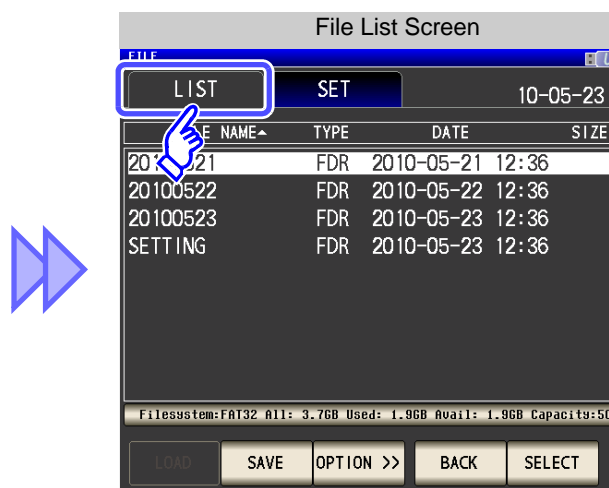 File List Screen
FILE
LIST SET 10-05-23
NAME▲ TYPE DATE SIZE
FDR 2010-05-21 12:36
20100522 FDR 2010-05-22 12:36
20100523 FDR 2010-05-23 12:36
SETTING FDR 2010-05-23 12:36
Filesystem:FAT32 All: 3.7GB Used: 1.9GB Avail: 1.9GB Capacity:50
LOAD SAVE OPTION >> BACK SELECT